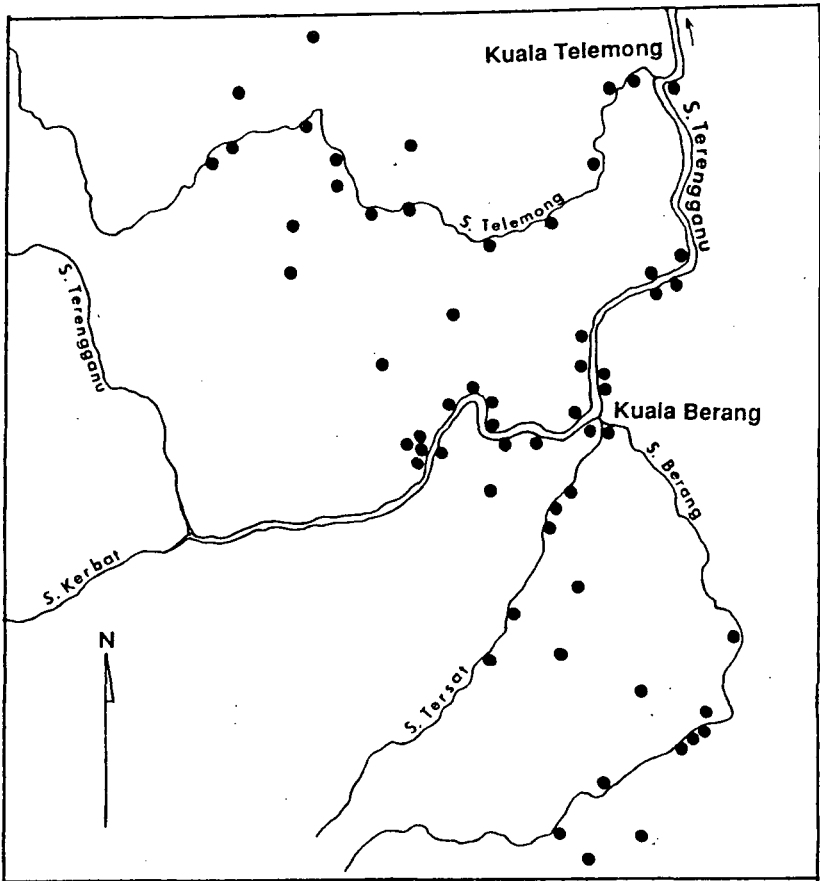 Kuala Telemong
S. Terengganu
S. Telemong
S. Terengganu
Kuala Berang
S. Berang
S. Kerbat
N
S. Tersat